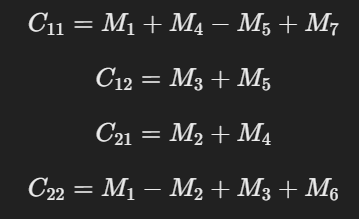 C₁₁ = M₁ + M₄ − M₅ + M₇
C₁₂ = M₃ + M₅
C₂₁ = M₂ + M₄
C₂₂ = M₁ − M₂ + M₃ + M₆